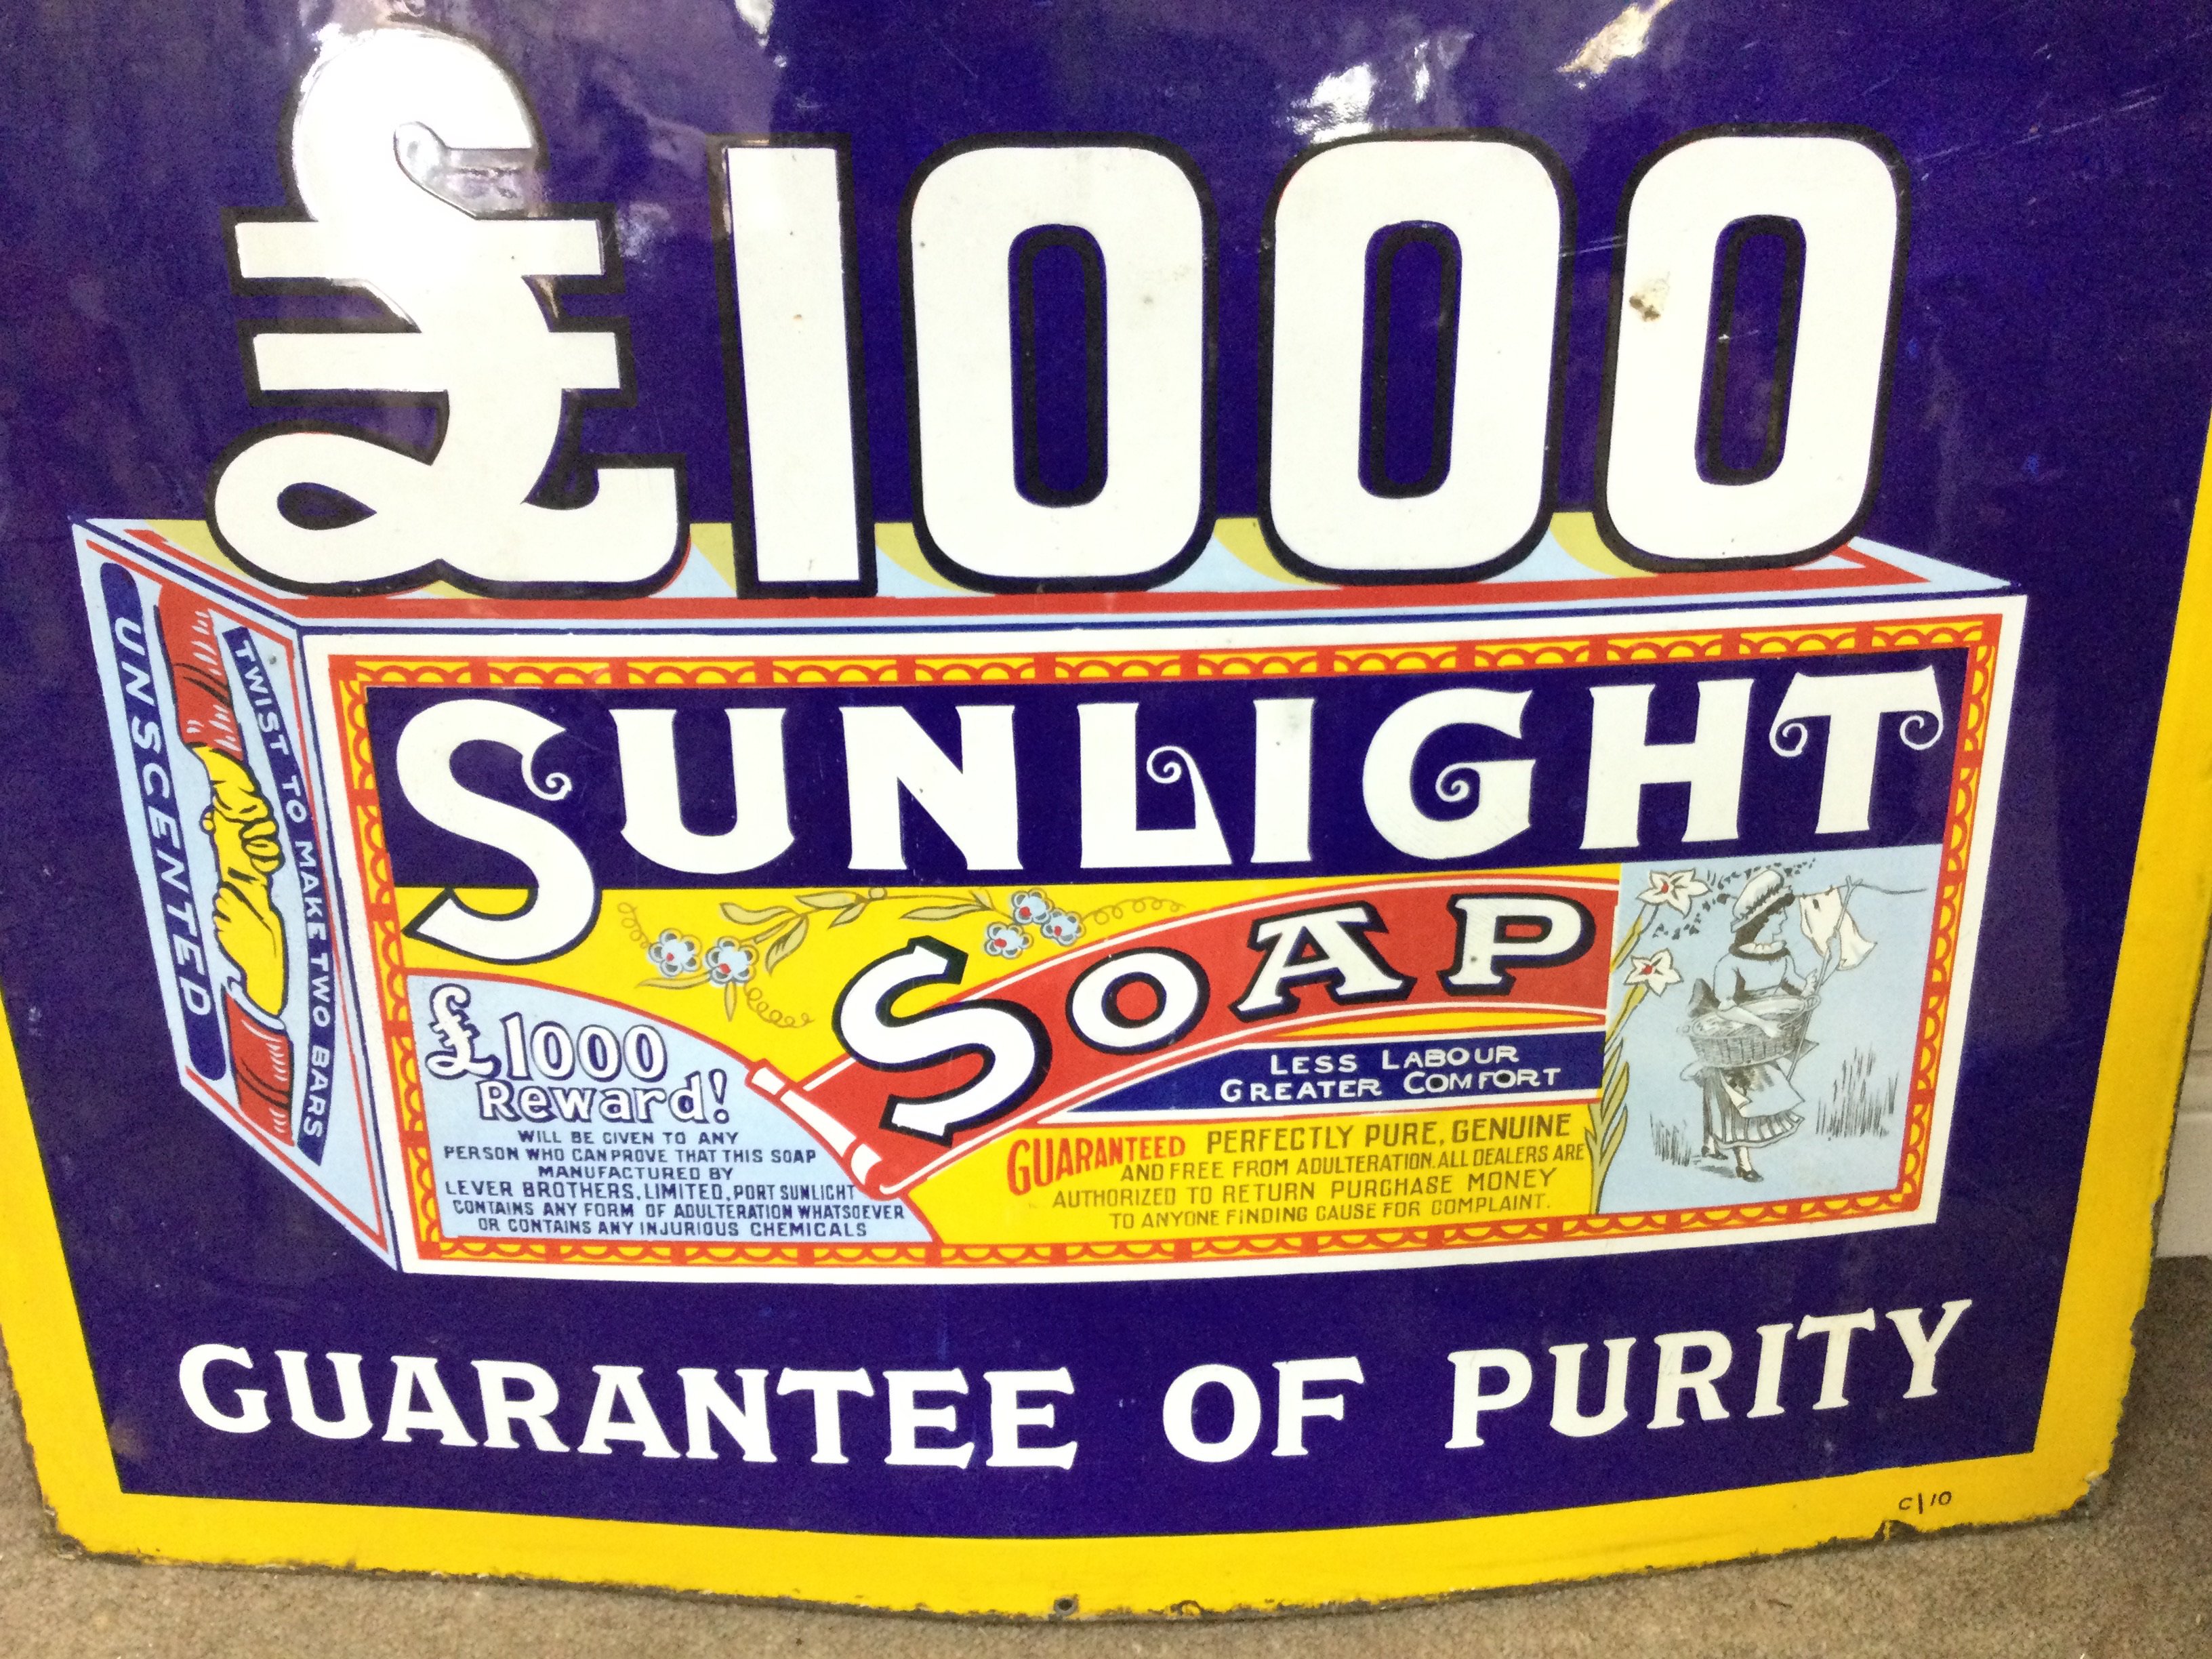 £1000
UNSCENTED
TWIST TO MAKE TWO BARS
SUNLIGHT
SOAP
£1000
Reward!
WILL BE GIVEN TO ANY
PERSON WHO CAN PROVE THAT THIS SOAP
MANUFACTURED BY
LEVER BROTHERS, LIMITED, PORT SUNLIGHT
CONTAINS ANY FORM OF ADULTERATION WHATSOEVER
OR CONTAINS ANY INJURIOUS CHEMICALS
LESS LABOUR
GREATER COMFORT
GUARANTEED PERFECTLY PURE, GENUINE
AND FREE FROM ADULTERATION. ALL DEALERS ARE
AUTHORIZED TO RETURN PURCHASE MONEY
TO ANYONE FINDING CAUSE FOR COMPLAINT.
GUARANTEE OF PURITY
C/10